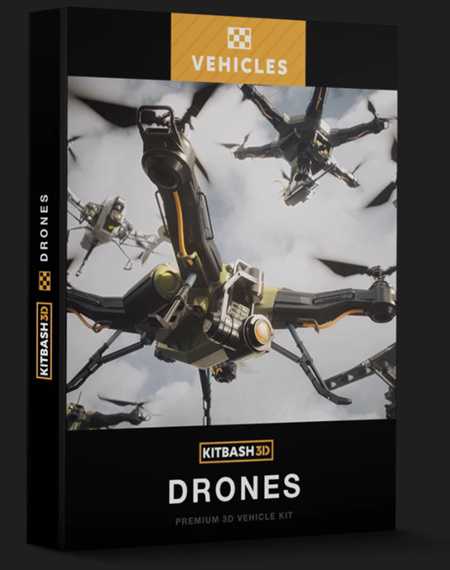 VEHICLES
DRONES
KITBASH3D
KITBASH3D
DRONES
PREMIUM 3D VEHICLE KIT